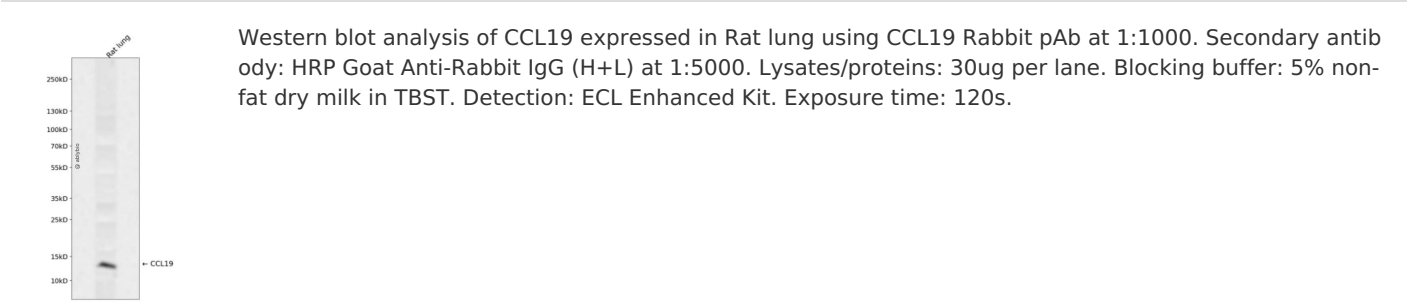 Rat lung
250kD
130kD
100kD
70kD
55kD
35kD
25kD
15kD
10kD
@ abbybio
← CCL19
Western blot analysis of CCL19 expressed in Rat lung using CCL19 Rabbit pAb at 1:1000. Secondary antib
ody: HRP Goat Anti-Rabbit IgG (H+L) at 1:5000. Lysates/proteins: 30ug per lane. Blocking buffer: 5% non-
fat dry milk in TBST. Detection: ECL Enhanced Kit. Exposure time: 120s.